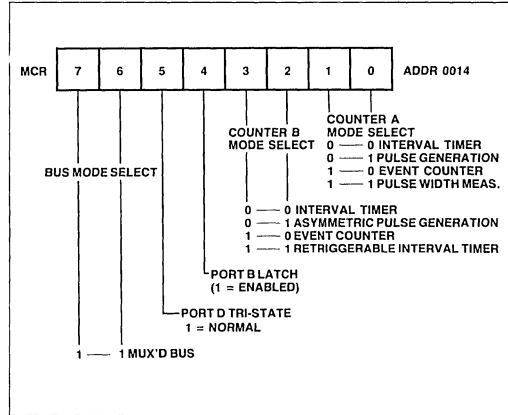 MCR 7 6 5 4 3 2 1 0 ADDR 0014
COUNTER A
MODE SELECT
0 — 0 INTERVAL TIMER
0 — 1 PULSE GENERATION
1 — 0 EVENT COUNTER
1 — 1 PULSE WIDTH MEAS.
COUNTER B
MODE SELECT
0 — 0 INTERVAL TIMER
0 — 1 ASYMMETRIC PULSE GENERATION
1 — 0 EVENT COUNTER
1 — 1 RETRIGGERABLE INTERVAL TIMER
BUS MODE SELECT
PORT B LATCH
(1 = ENABLED)
PORT D TRI-STATE
1 = NORMAL
1 — 1 MUX'D BUS